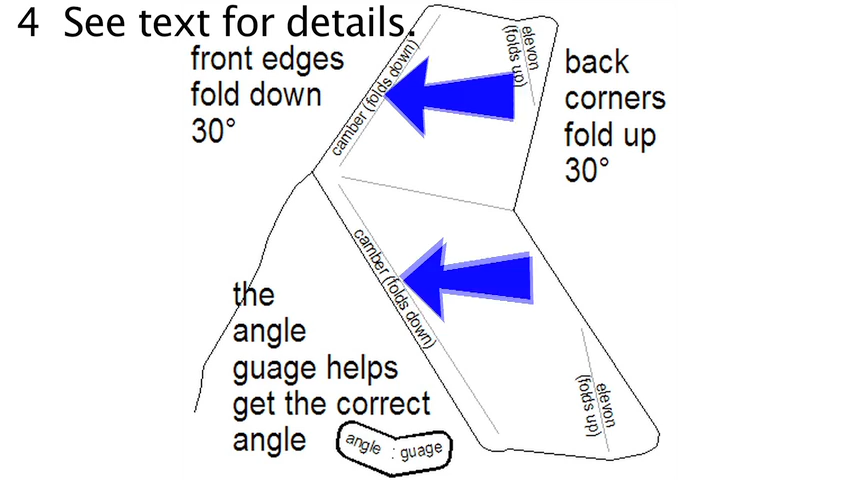 4 See text for details.
front edges
fold down
30°
back
corners
fold up
30°
camber (folds down)
elevon
(folds up)
camber (folds down)
elevon
(folds up)
the
angle
guage helps
get the correct
angle
angle : guage